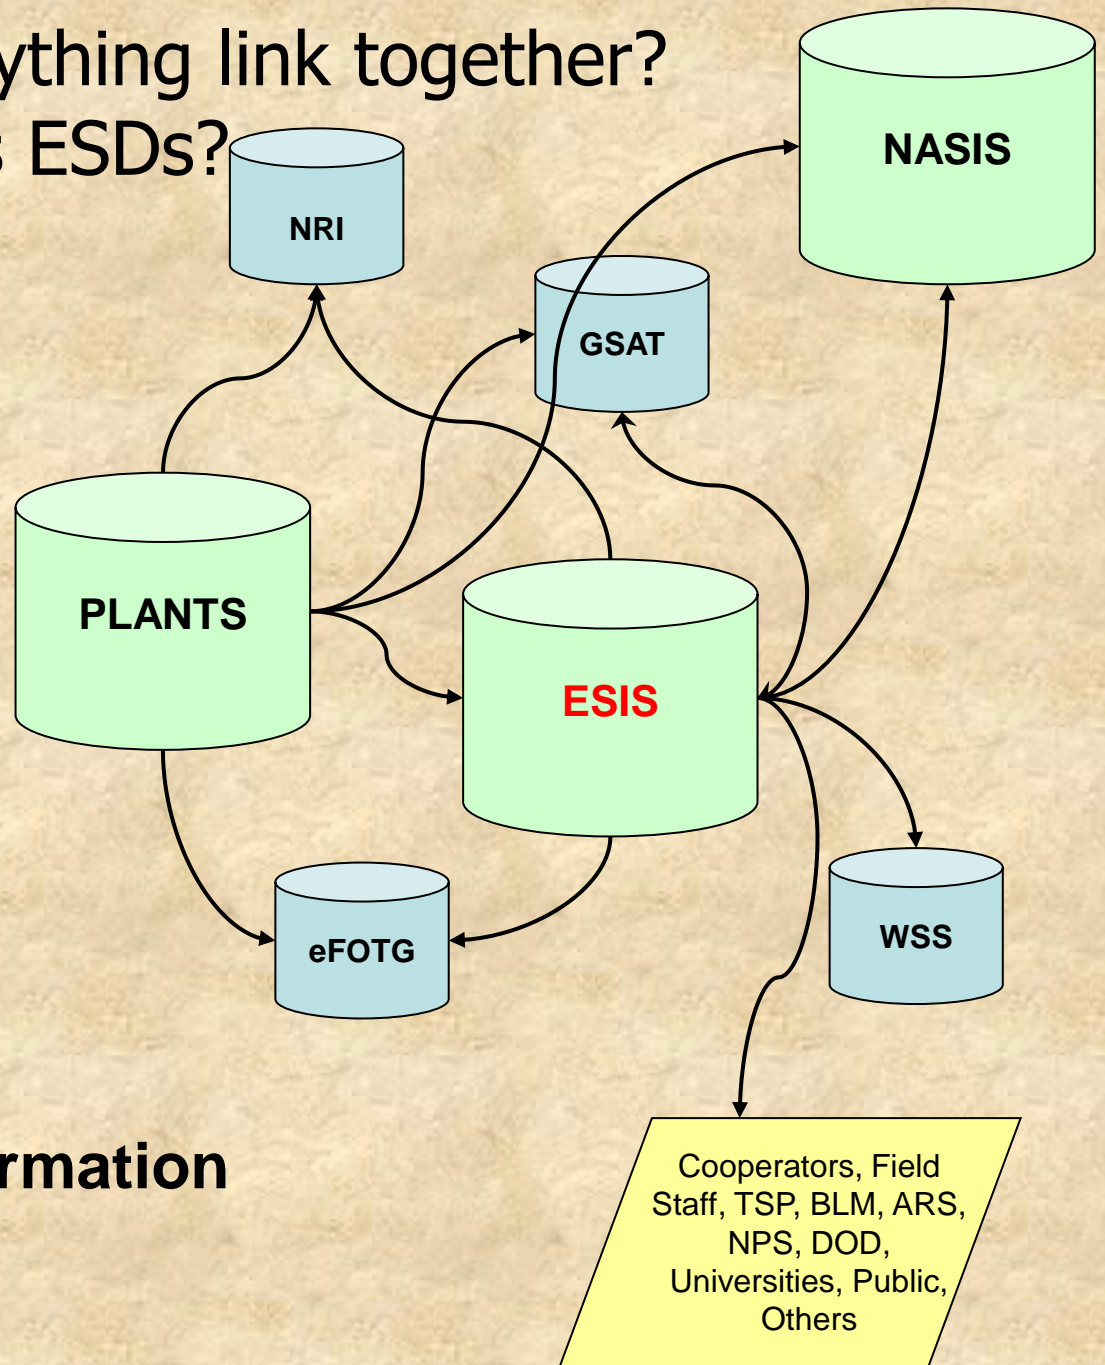 ything link together?
s ESDs?
NASIS
NRI
GSAT
PLANTS
ESIS
eFOTG
WSS
rmation
Cooperators, Field
Staff, TSP, BLM, ARS,
NPS, DOD,
Universities, Public,
Others